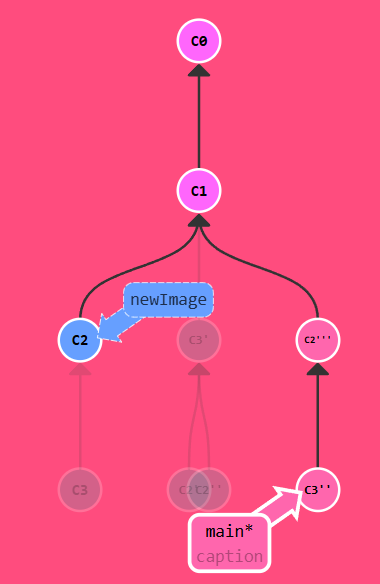 C0
C1
newImage
C2
C3'
C2'''
C3
C2'
C2''
C3''
main*
caption